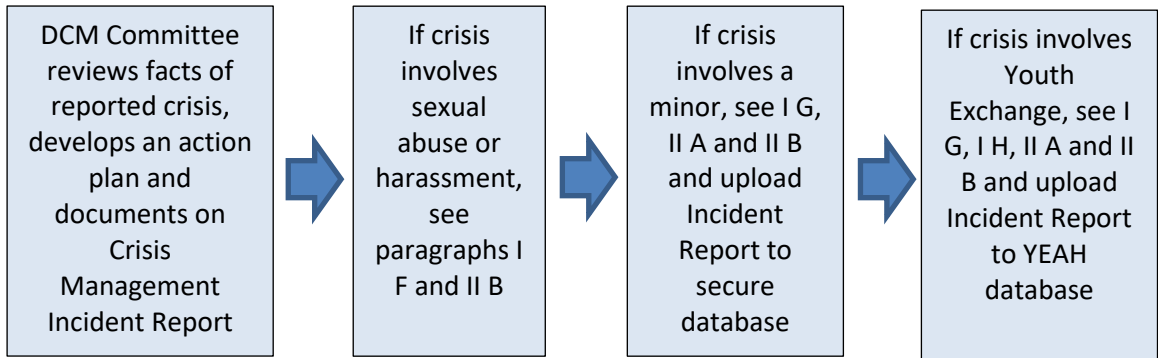 DCM Committee
reviews facts of
reported crisis,
develops an action
plan and
documents on
Crisis
Management
Incident Report
If crisis
involves
sexual
abuse or
harassment,
see
paragraphs I
F and II B
If crisis
involves a
minor, see I G,
II A and II B
and upload
Incident
Report to
secure
database
If crisis involves
Youth
Exchange, see I
G, I H, II A and II
B and upload
Incident Report
to YEAH
database